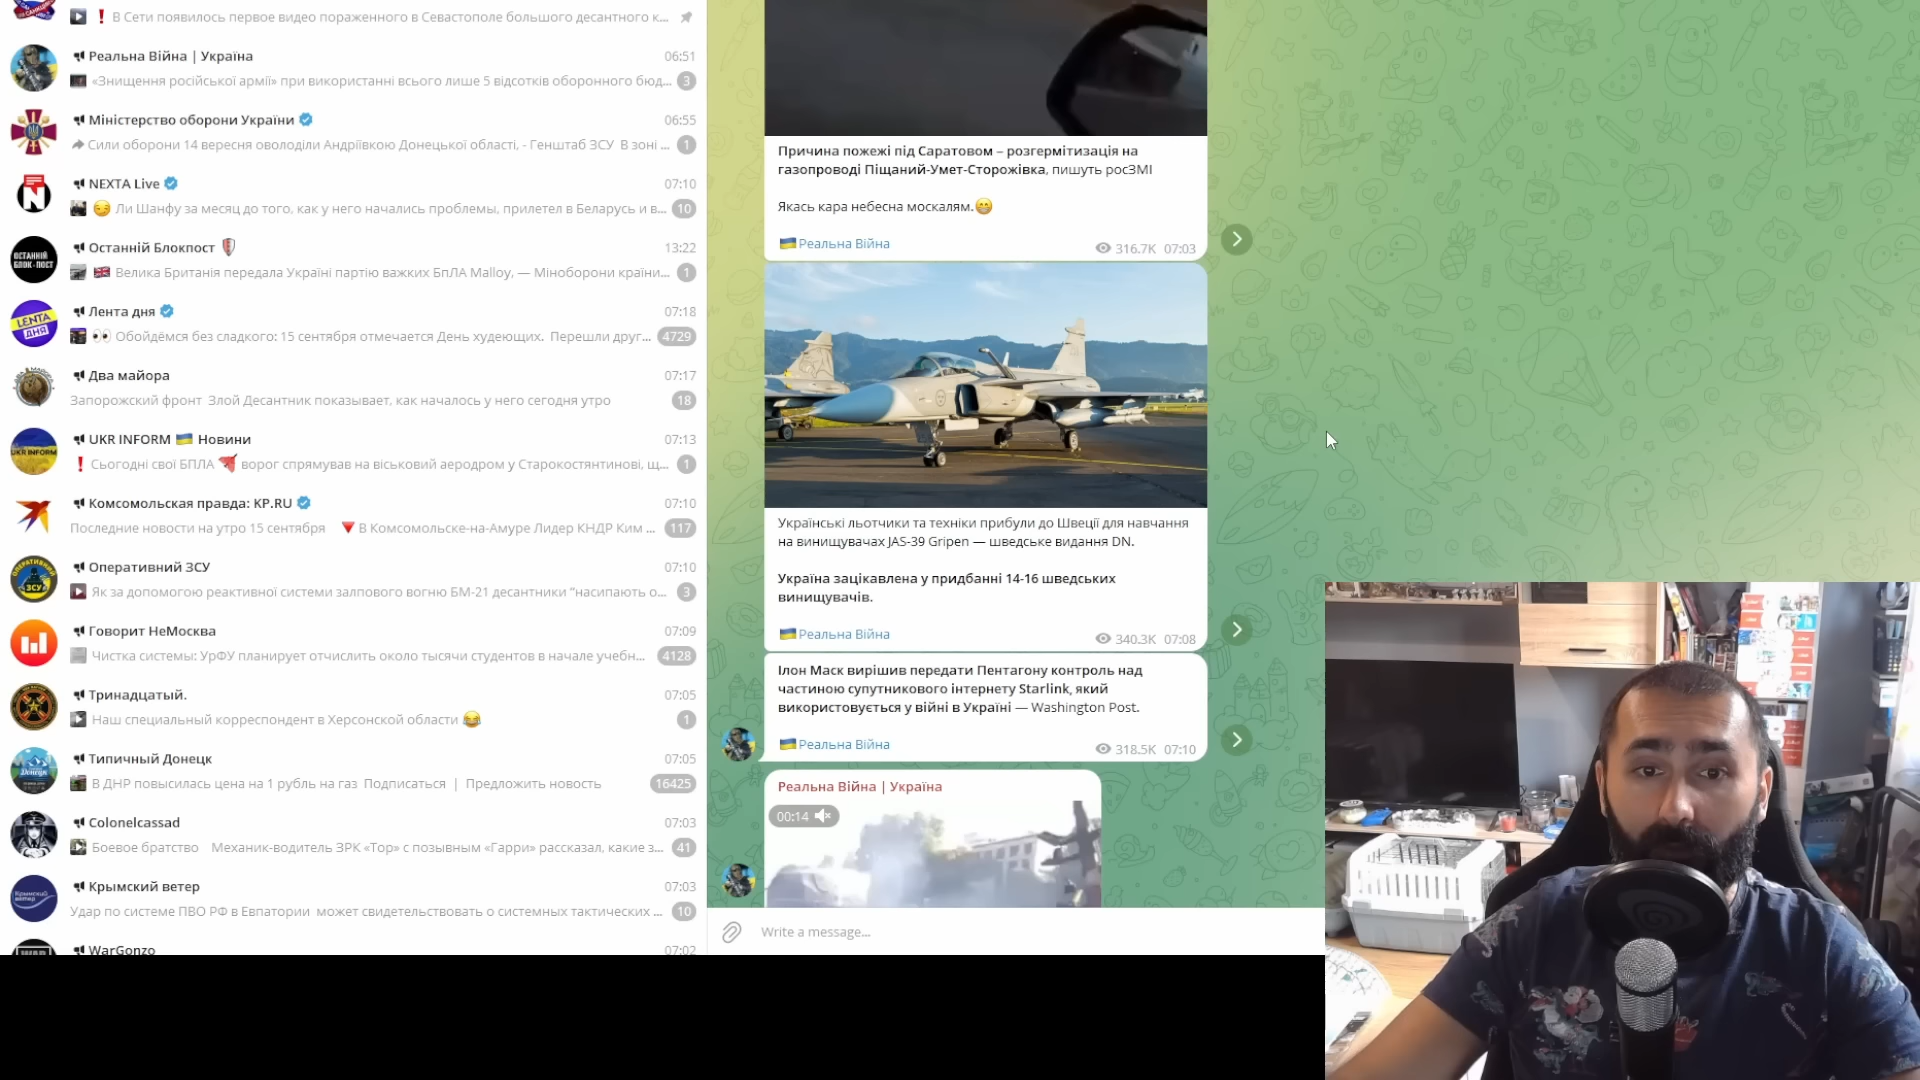 ❗ В Сети появилось первое видео пораженного в Севастополе большого десантного к...
Реальна Війна | Україна 06:51
«Знищення російської армії» при використанні всього лише 5 відсотків оборонного бюд... 3
Міністерство оборони України 06:55
Сили оборони 14 вересня оволоділи Андріївкою Донецької області, - Генштаб ЗСУ В зоні ... 1
NEXTA Live 07:10
😏 Ли Шанфу за месяц до того, как у него начались проблемы, прилетел в Беларусь и в... 10
ОСТАННІЙ БЛОК-ПОСТ
Останній Блокпост 13:22
🇬🇧 Велика Британія передала Україні партію важких БпЛА Malloy, — Міноборони країни... 1
LENTA ДНЯ
Лента дня 07:18
👀 Обойдёмся без сладкого: 15 сентября отмечается День худеющих. Перешли друг... 4729
Два майора 07:17
Запорожский фронт Злой Десантник показывает, как началось у него сегодня утро 18
UKR INFORM
UKR INFORM 🇺🇦 Новини 07:13
❗ Сьогодні свої БПЛА ворог спрямував на віськовий аеродром у Старокостянтинові, щ... 1
Комсомольская правда: KP.RU 07:10
Последние новости на утро 15 сентября 🔻 В Комсомольске-на-Амуре Лидер КНДР Ким ... 117
ОПЕРАТИВНИЙ ЗСУ
Оперативний ЗСУ 07:10
Як за допомогою реактивної системи залпового вогню БМ-21 десантники "насипають о... 3
Говорит НеМосква 07:09
Чистка системы: УрФУ планирует отчислить около тысячи студентов в начале учебн... 4128
Тринадцатый. 07:05
Наш специальный корреспондент в Херсонской области 😂 1
Типичный Донецк 07:05
В ДНР повысилась цена на 1 рубль на газ Подписаться | Предложить новость 16425
Colonelcassad 07:03
Боевое братство Механик-водитель ЗРК «Тор» с позывным «Гарри» рассказал, какие з... 41
Крымский ветер
Крымский ветер 07:03
Удар по системе ПВО РФ в Евпатории может свидетельствовать о системных тактических ... 10
WarGonzo 07:02
Причина пожежі під Саратовом – розгермітизація на
газопроводі Піщаний-Умет-Сторожівка, пишуть росЗМІ
Якась кара небесна москалям.😁
🇺🇦Реальна Війна 316.7K 07:03
Українські льотчики та техніки прибули до Швеції для навчання
на винищувачах JAS-39 Gripen — шведське видання DN.
Україна зацікавлена у придбанні 14-16 шведських
винищувачів.
🇺🇦Реальна Війна 340.3K 07:08
Ілон Маск вирішив передати Пентагону контроль над
частиною супутникового інтернету Starlink, який
використовується у війні в Україні — Washington Post.
🇺🇦Реальна Війна 318.5K 07:10
Реальна Війна | Україна
00:14
Write a message...